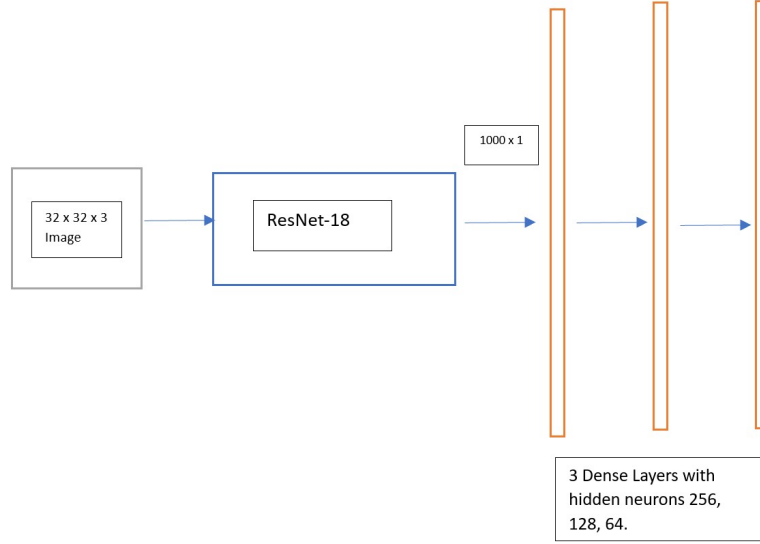 32 x 32 x 3
Image
ResNet-18
1000 x 1
3 Dense Layers with
hidden neurons 256,
128, 64.